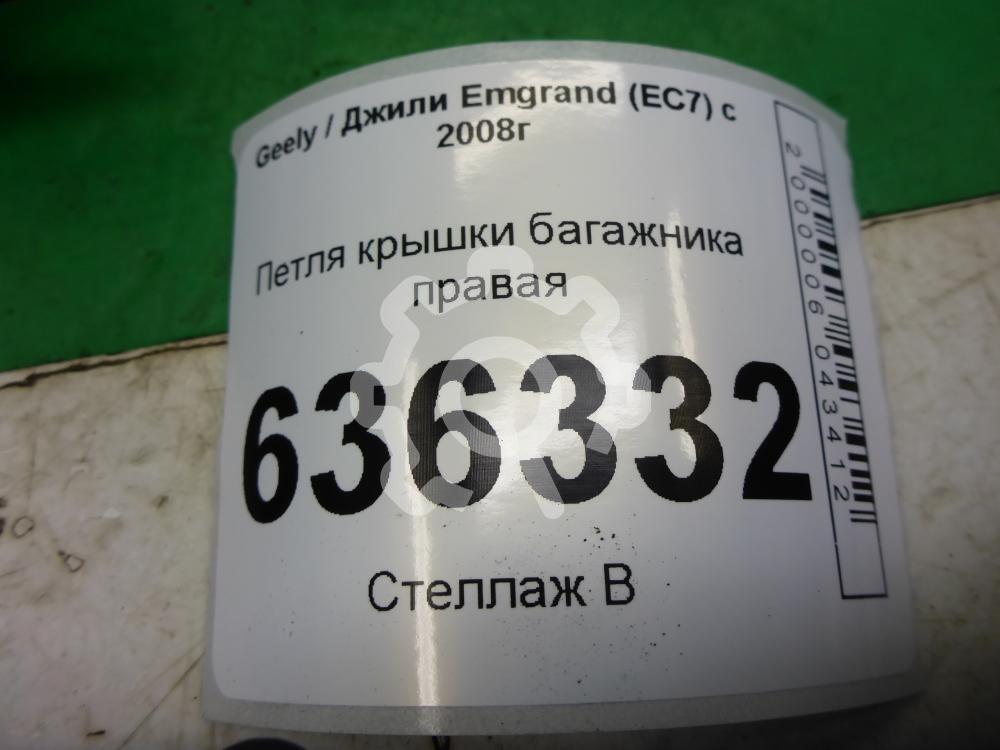 Geely / Джили Emgrand (EC7) с
2008г
Петля крышки багажника
правая
636332
Стеллаж В
2000006043412